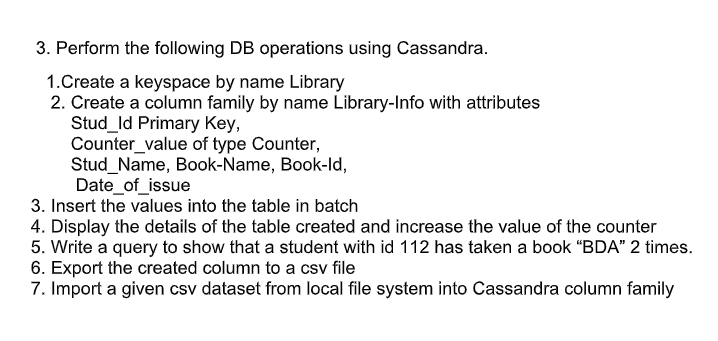 3. Perform the following DB operations using Cassandra.
1.Create a keyspace by name Library
2. Create a column family by name Library-Info with attributes
Stud_Id Primary Key,
Counter_value of type Counter,
Stud_Name, Book-Name, Book-Id,
Date_of_issue
3. Insert the values into the table in batch
4. Display the details of the table created and increase the value of the counter
5. Write a query to show that a student with id 112 has taken a book “BDA” 2 times.
6. Export the created column to a csv file
7. Import a given csv dataset from local file system into Cassandra column family